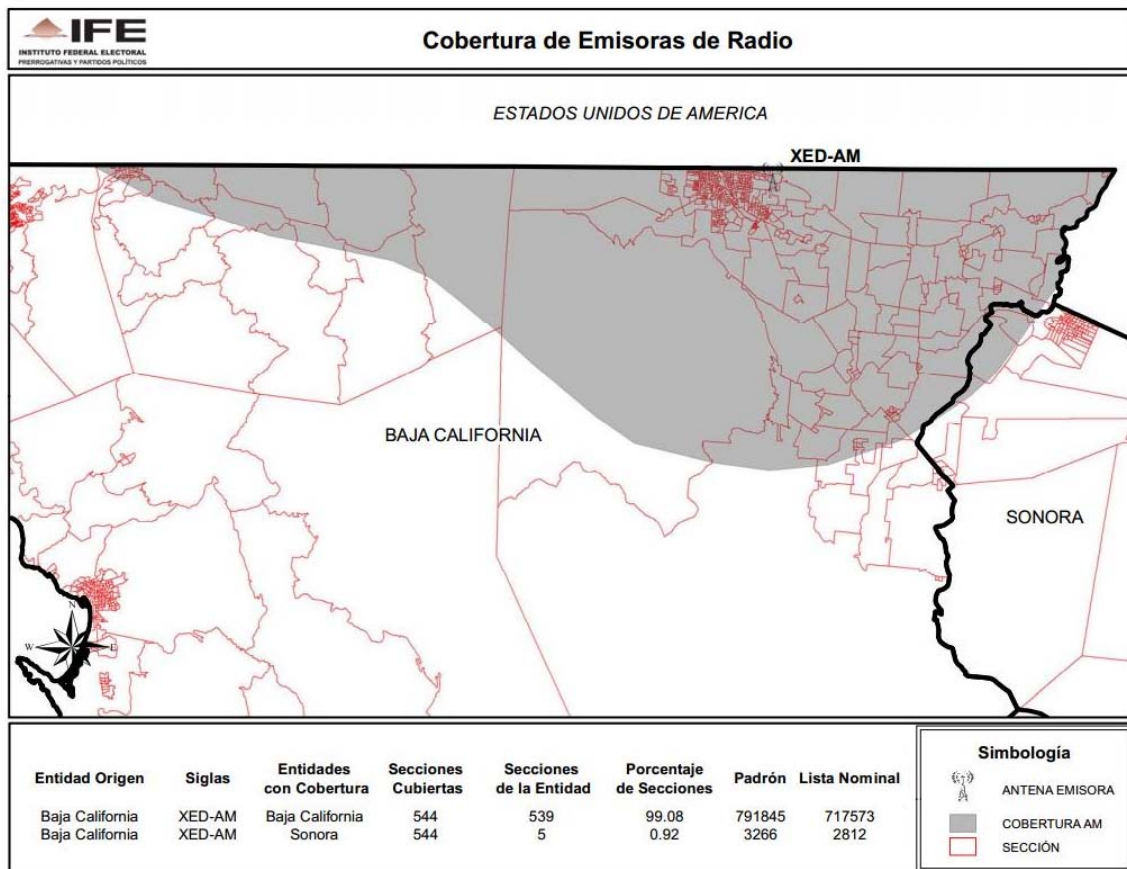 IFE
INSTITUTO FEDERAL ELECTORAL
PRERROGATIVAS Y PARTIDOS POLÍTICOS
Cobertura de Emisoras de Radio
ESTADOS UNIDOS DE AMERICA
XED-AM
BAJA CALIFORNIA
SONORA
N
W E
Entidad Origen Siglas Entidades con Cobertura Secciones Cubiertas Secciones de la Entidad Porcentaje de Secciones Padrón Lista Nominal
Baja California XED-AM Baja California 544 539 99.08 791845 717573
Baja California XED-AM Sonora 544 5 0.92 3266 2812
Simbología
ANTENA EMISORA
COBERTURA AM
SECCIÓN